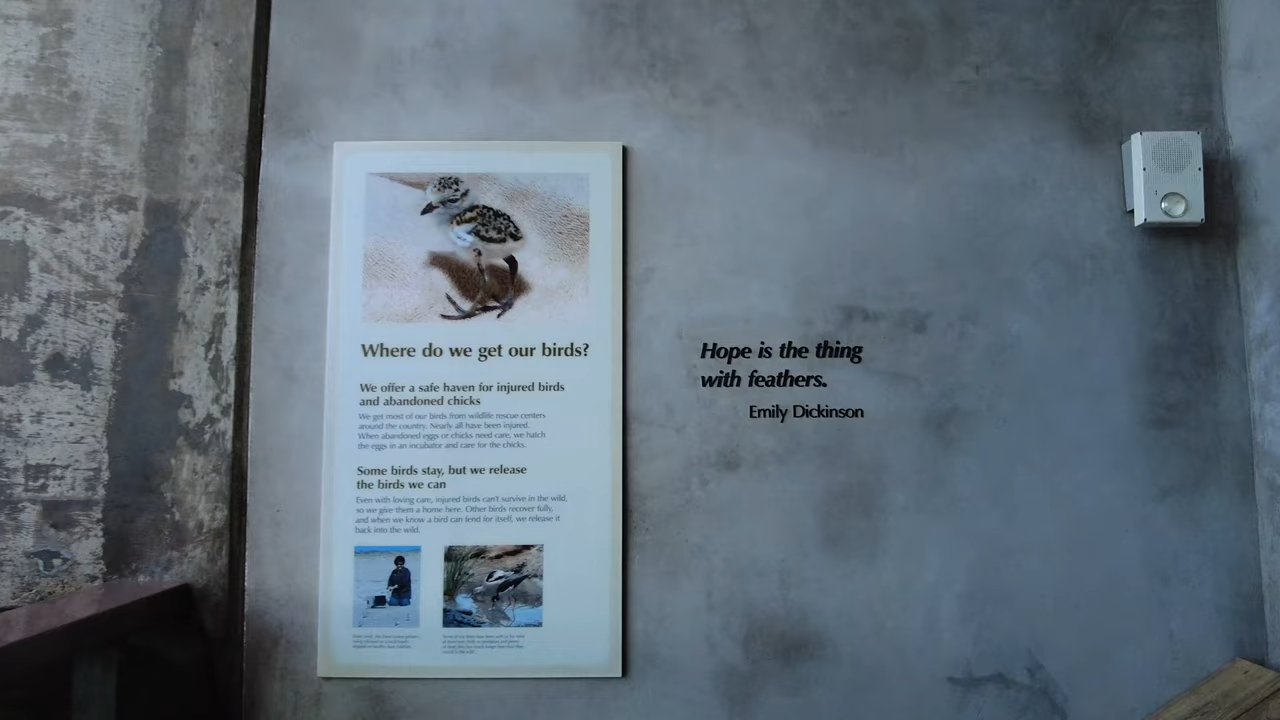 Where do we get our birds?
We offer a safe haven for injured birds
and abandoned chicks
We get most of our birds from wildlife rescue centers
around the country. Nearly all have been injured.
When abandoned eggs or chicks need care, we hatch
the eggs in an incubator and care for the chicks.
Some birds stay, but we release
the birds we can
Even with loving care, injured birds can't survive in the wild,
so we give them a home here. Other birds recover fully,
and when we know a bird can fend for itself, we release it
back into the wild.
Hope is the thing
with feathers.
Emily Dickinson